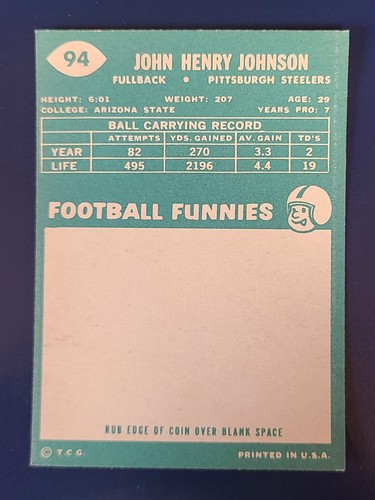 94 JOHN HENRY JOHNSON
FULLBACK • PITTSBURGH STEELERS
HEIGHT: 6:01 WEIGHT: 207 AGE: 29
COLLEGE: ARIZONA STATE YEARS PRO: 7
BALL CARRYING RECORD
ATTEMPTS YDS. GAINED AV. GAIN TD'S
YEAR 82 270 3.3 2
LIFE 495 2196 4.4 19
FOOTBALL FUNNIES
RUB EDGE OF COIN OVER BLANK SPACE
© T.C.G. PRINTED IN U.S.A.